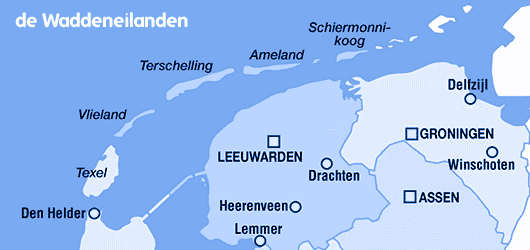 de Waddeneilanden
Schiermonni-
koog
Ameland
Terschelling
Vlieland
Texel
Delfzijl
GRONINGEN
LEEUWARDEN
Winschoten
Drachten
ASSEN
Den Helder
Heerenveen
Lemmer